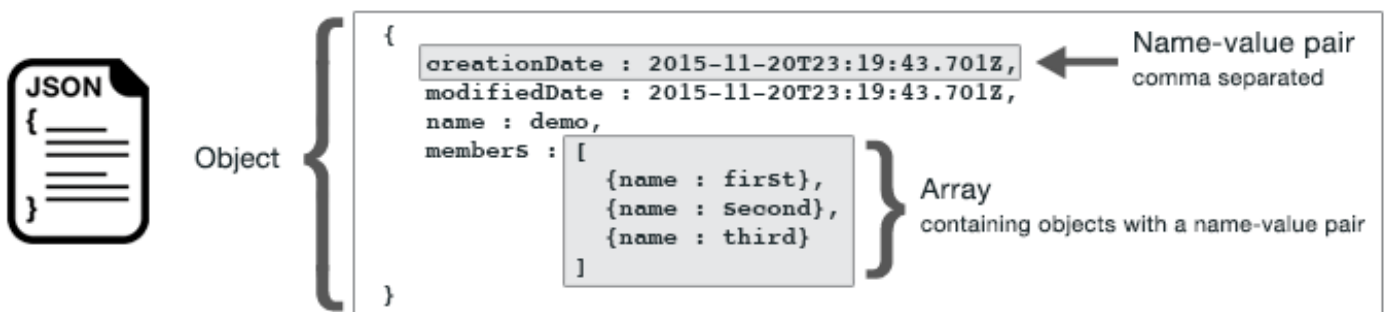 JSON
{
}
Object
{
creationDate : 2015-11-20T23:19:43.701Z,
modifiedDate : 2015-11-20T23:19:43.701Z,
name : demo,
members : [
{name : first},
{name : second},
{name : third}
]
}
Name-value pair
comma separated
Array
containing objects with a name-value pair